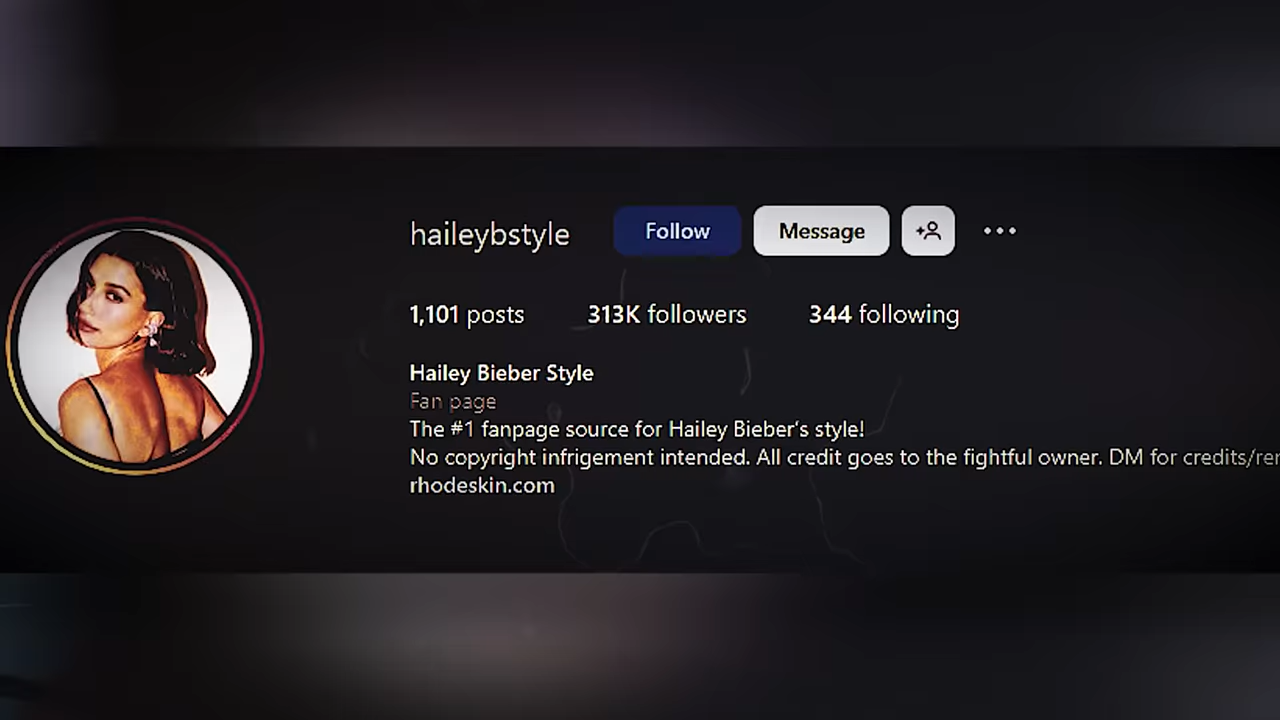 haileybstyle Follow Message
1,101 posts 313K followers 344 following
Hailey Bieber Style
Fan page
The #1 fanpage source for Hailey Bieber's style!
No copyright infrigement intended. All credit goes to the fightful owner. DM for credits/rem
rhodeskin.com